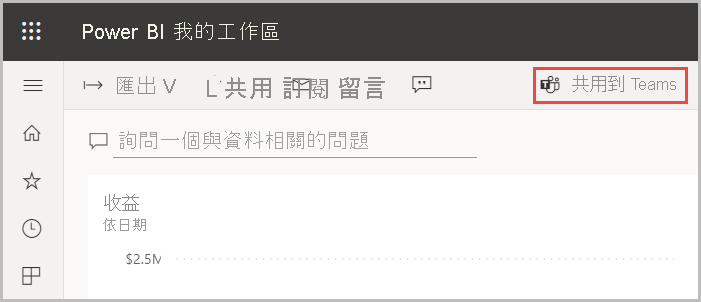 Power BI 我的工作區
匯出 V 共用 訂閱 留言 共用到 Teams
詢問一個與資料相關的問題
收益
依日期
$2.5M